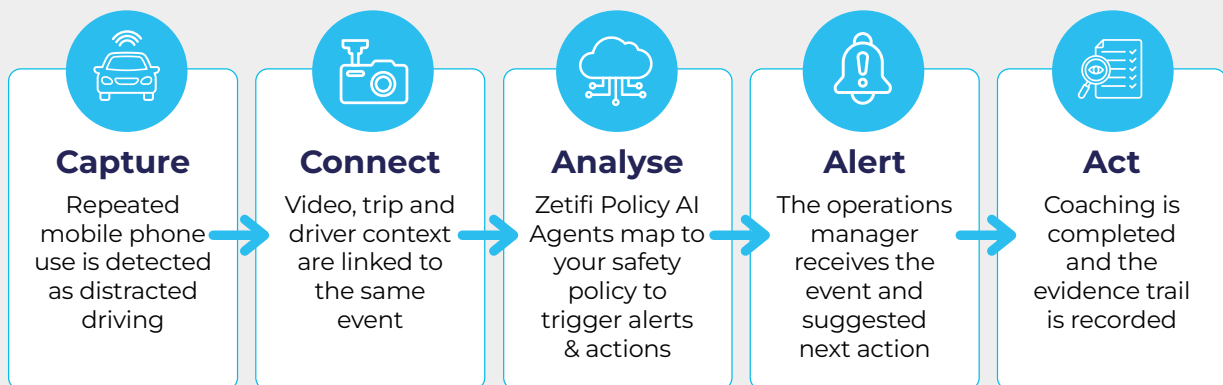 Capture
Repeated
mobile phone
use is detected
as distracted
driving
Connect
Video, trip and
driver context
are linked to
the same
event
Analyse
Zetifi Policy AI
Agents map to
your safety
policy to
trigger alerts
& actions
Alert
The operations
manager
receives the
event and
suggested
next action
Act
Coaching is
completed
and the
evidence trail
is recorded